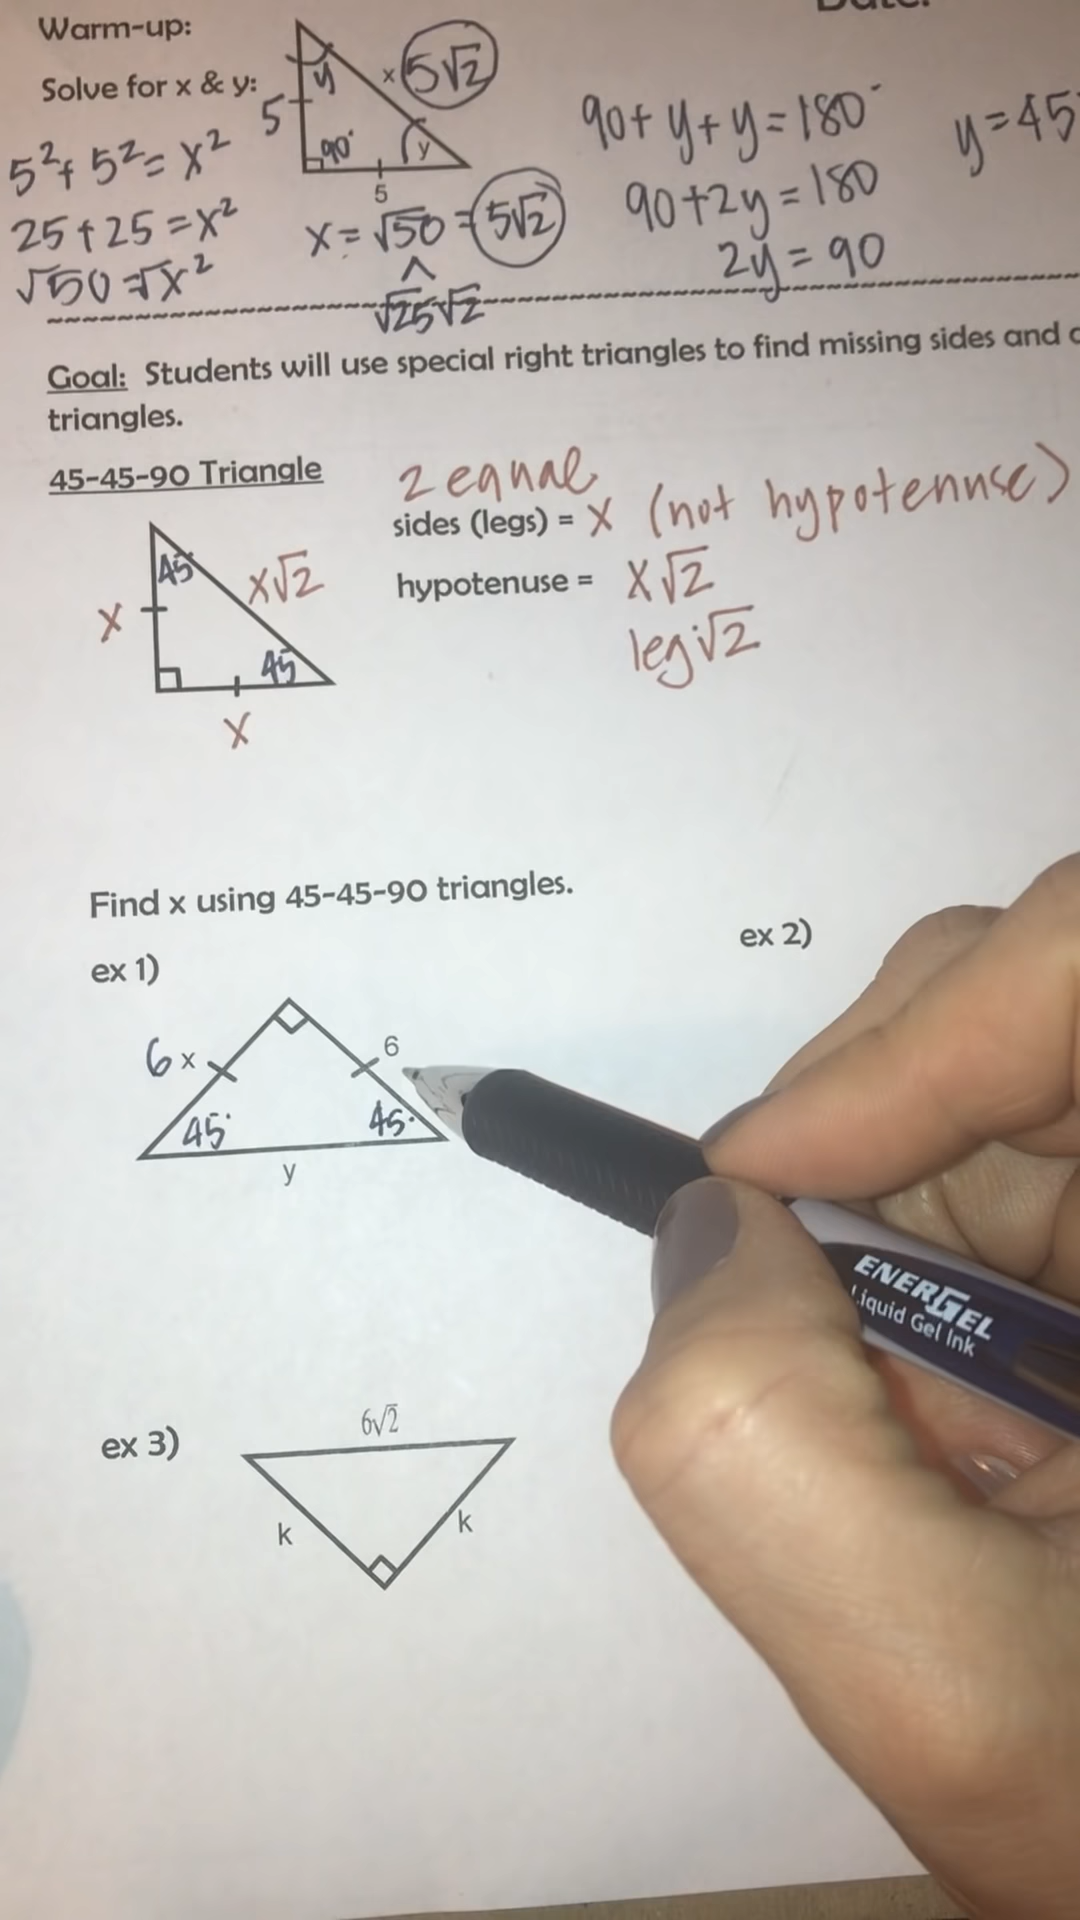 Warm-up:
Solve for x & y:
y
x 5√2
5
90°
y
5
5² + 5² = x²
25 + 25 = x²
√50 = √x²
x = √50 = 5√2
√25 √2
90 + y + y = 180°
90 + 2y = 180
2y = 90
y = 45
Goal: Students will use special right triangles to find missing sides and
triangles.
45-45-90 Triangle
2 equal
sides (legs) = x (not hypotenuse)
hypotenuse = x√2
leg√2
45
x√2
x
45
x
Find x using 45-45-90 triangles.
ex 1)
ex 2)
6 x
6
45°
45°
y
ENERGEL
Liquid Gel Ink
ex 3)
6√2
k
k